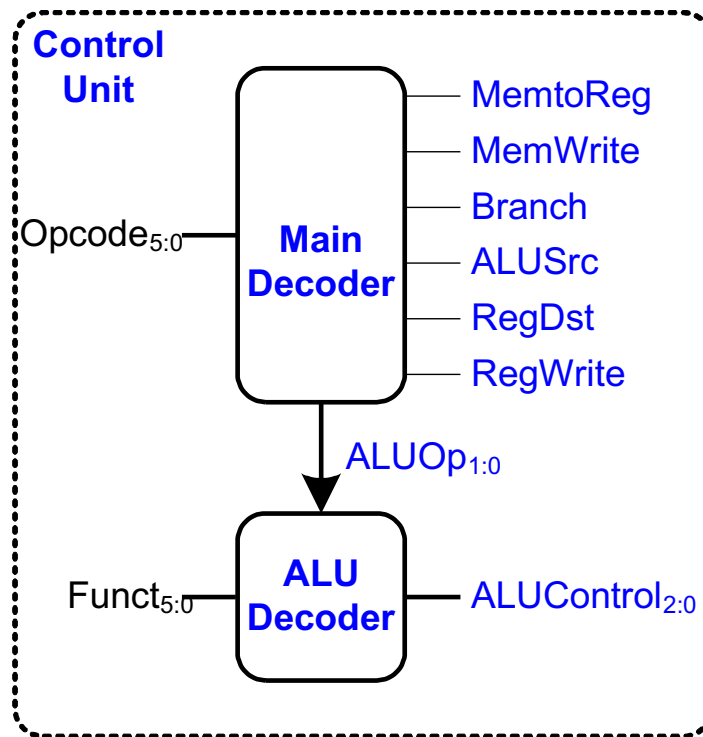 Control
Unit
MemtoReg
MemWrite
Branch
Opcode5:0
Main
Decoder
ALUSrc
RegDst
RegWrite
ALUOp1:0
ALU
Decoder
Funct5:0
ALUControl2:0